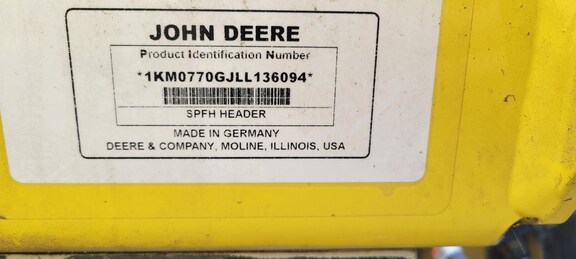 JOHN DEERE
Product Identification Number
*1KM0770GJLL136094*
SPFH HEADER
MADE IN GERMANY
DEERE & COMPANY, MOLINE, ILLINOIS, USA